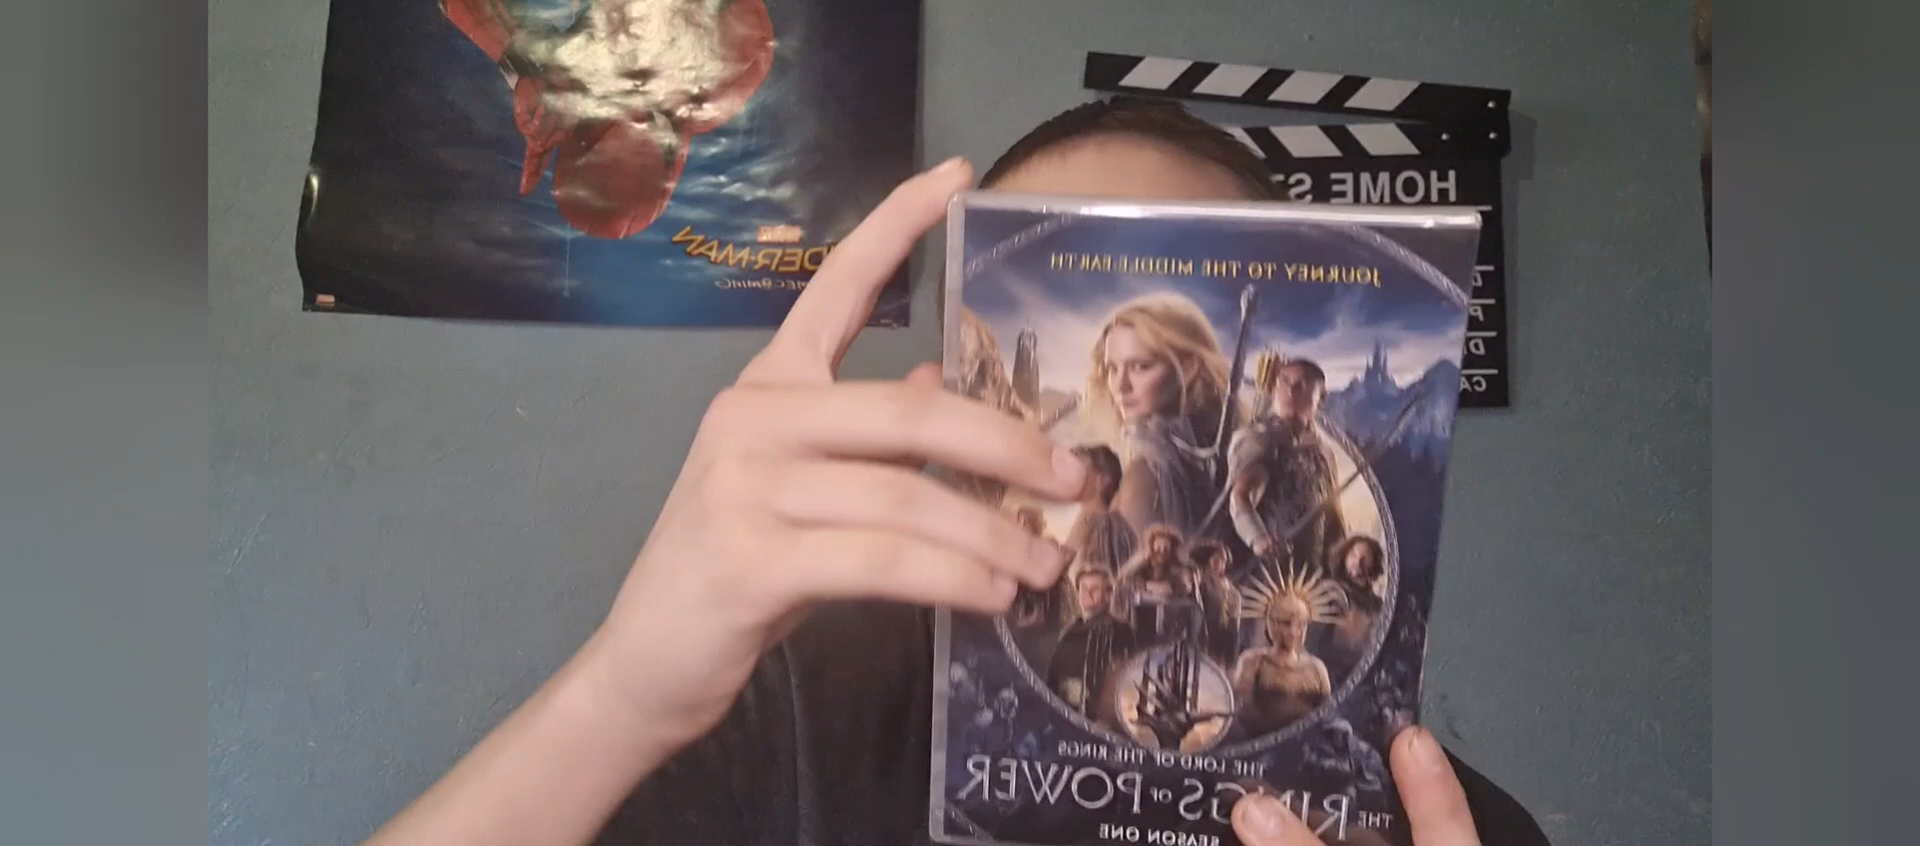 HOME S
JOURNEY TO THE MIDDLE EARTH
DER-MAN
THE LORD OF THE RINGS
THE RINGS OF POWER
SEASON ONE